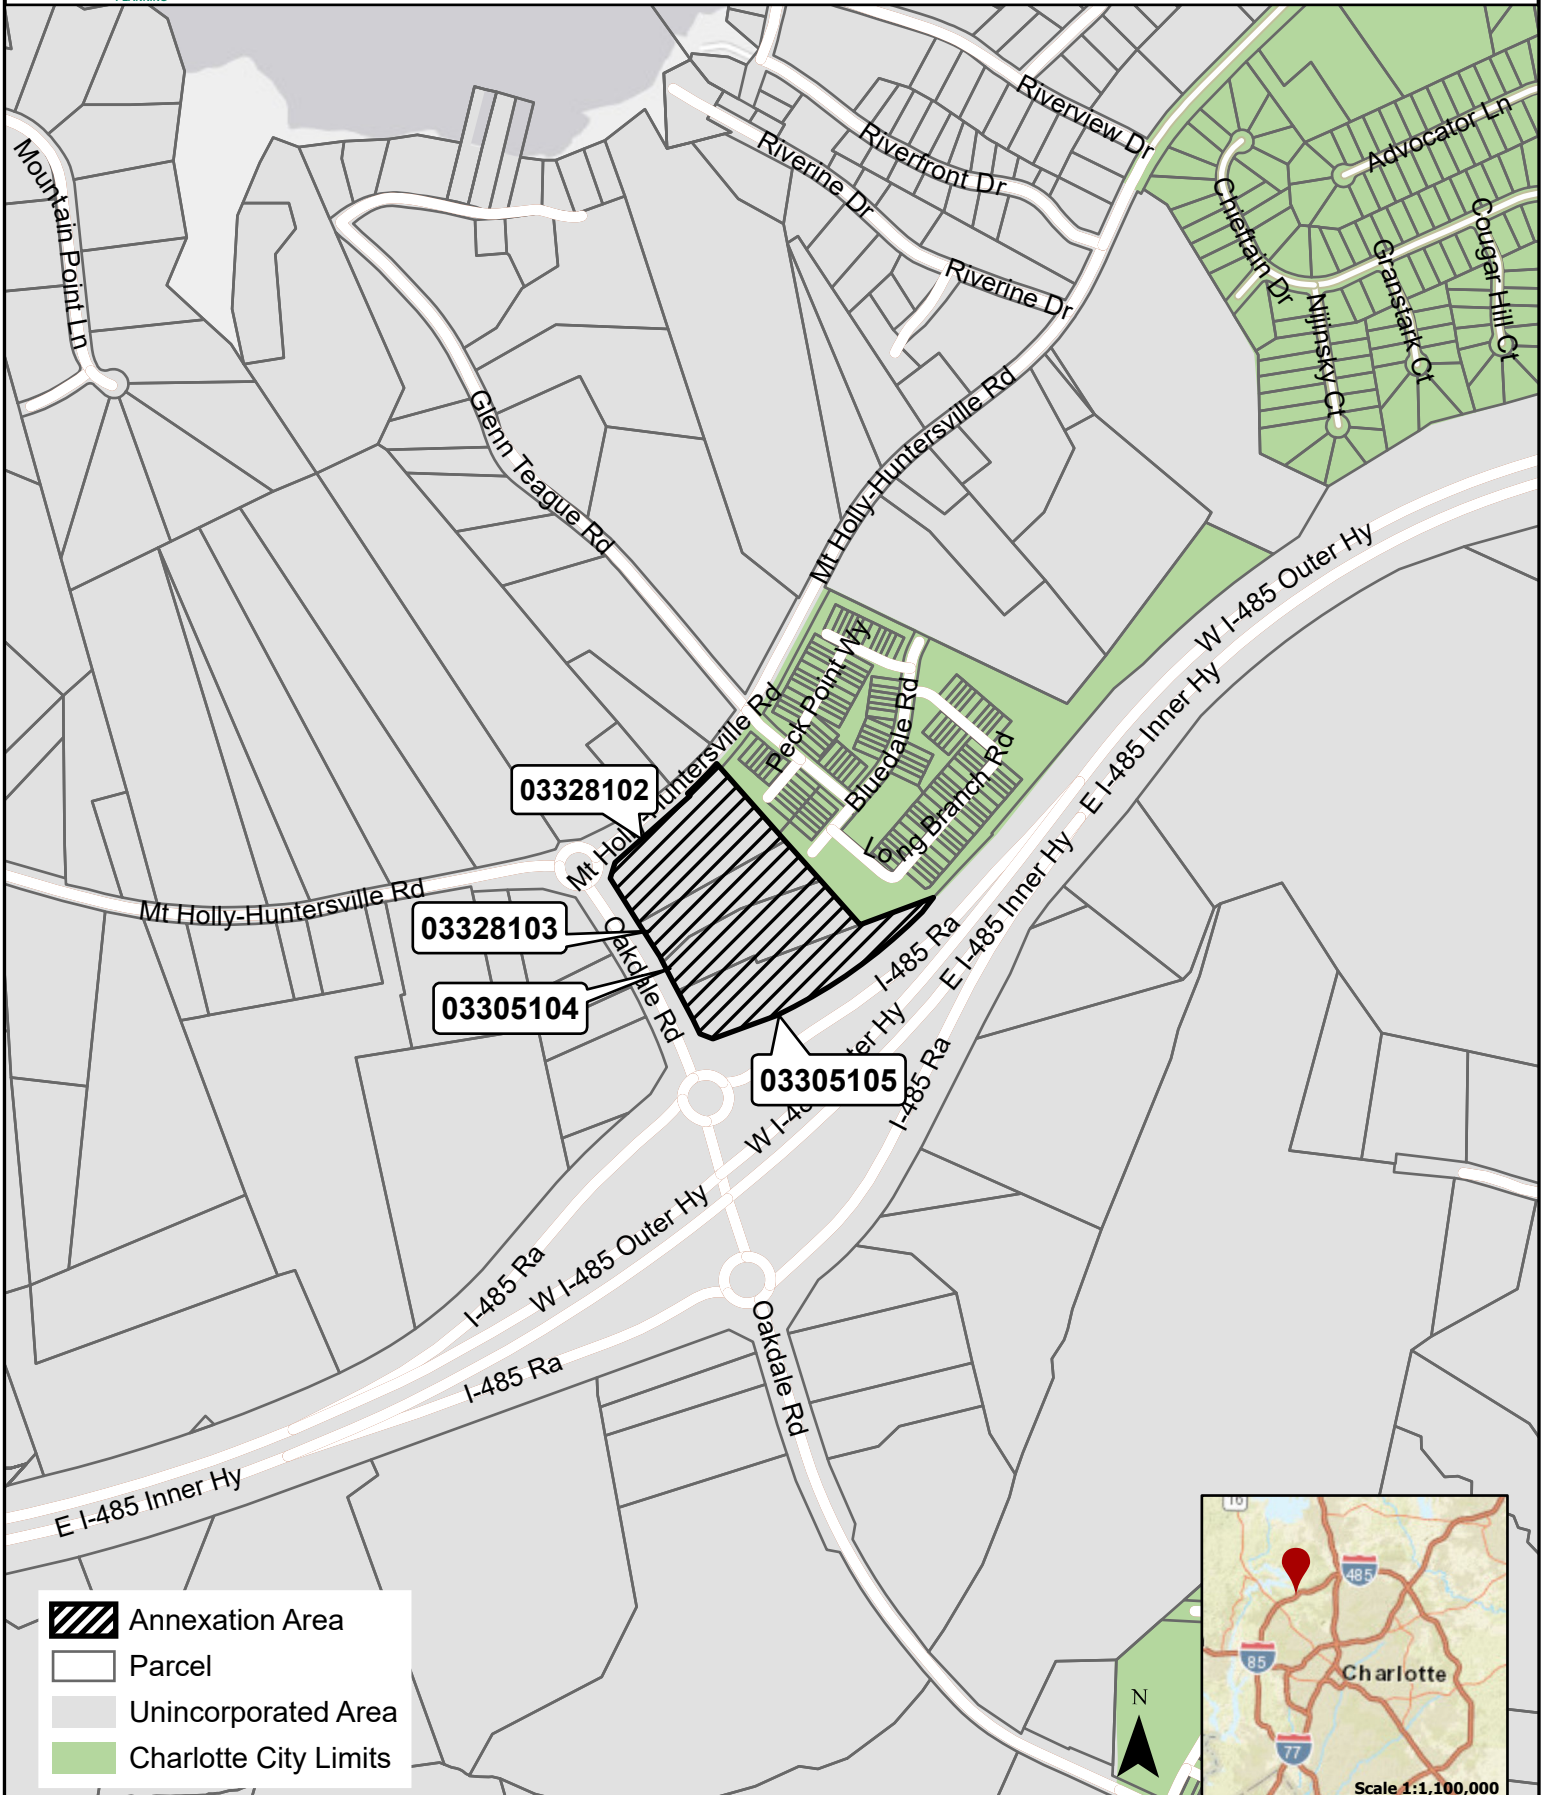 Riverview Dr
Advocator Ln
Riverfront Dr
Riverine Dr
Mountain Point Ln
Chieftain Dr
Cougar Hill Ct
Granstark Ct
Riverine Dr
Nijinsky Ct
Glenn Teague Rd
Mt Holly-Huntersville Rd
W I-485 Outer Hy
Peck Point Wy
E I-485 Inner Hy
Bluedale Rd
Mt Holly-Huntersville Rd
Long Branch Rd
03328102
Mt Holly-Huntersville Rd
03328103
Oakdale Rd
I-485 Ra
E I-485 Inner Hy
03305104
03305105
W I-48 ter Hy
I-485 Ra
W I-485 Outer Hy
I-485 Ra
I-485 Ra
Oakdale Rd
E I-485 Inner Hy
16
485
85
Charlotte
77
Scale 1:1,100,000
N
Annexation Area
Parcel
Unincorporated Area
Charlotte City Limits